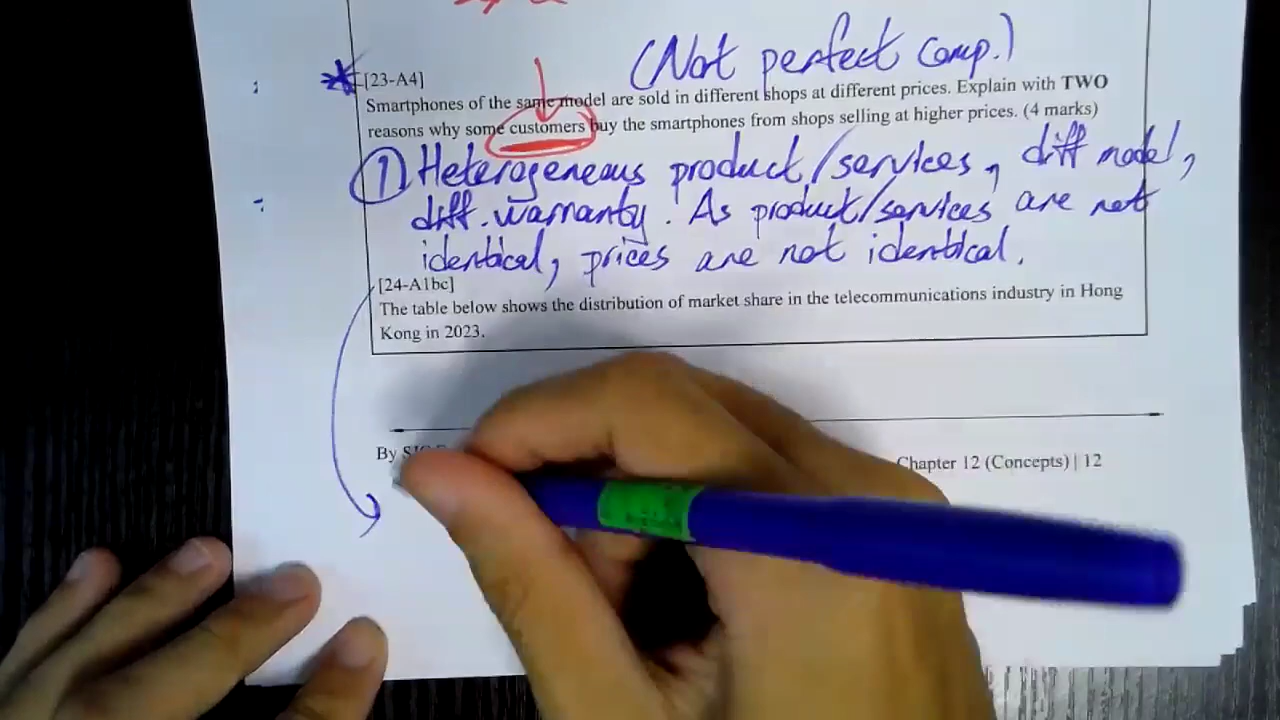 (Not perfect comp.)
[23-A4]
Smartphones of the same model are sold in different shops at different prices. Explain with TWO
reasons why some customers buy the smartphones from shops selling at higher prices. (4 marks)
① Heterogeneous product/services, diff model,
diff. warranty. As product/services are not
identical, prices are not identical.
[24-A1bc]
The table below shows the distribution of market share in the telecommunications industry in Hong
Kong in 2023.
By
Chapter 12 (Concepts) | 12